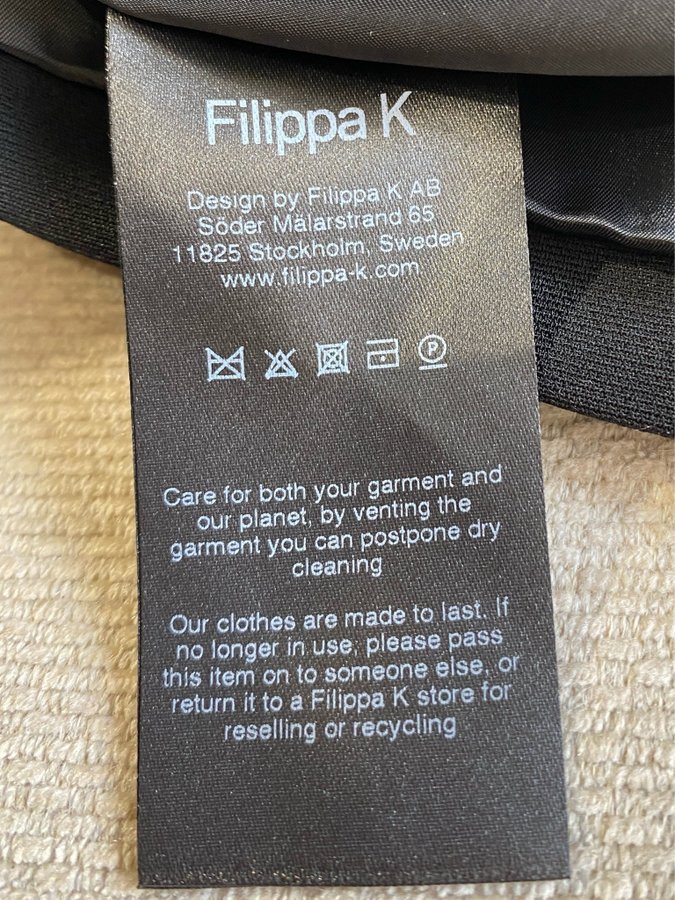 Filippa K
Design by Filippa K AB
Söder Mälarstrand 65
11825 Stockholm, Sweden
www.filippa-k.com
P
Care for both your garment and
our planet, by venting the
garment you can postpone dry
cleaning
Our clothes are made to last. If
no longer in use, please pass
this item on to someone else, or
return it to a Filippa K store for
reselling or recycling